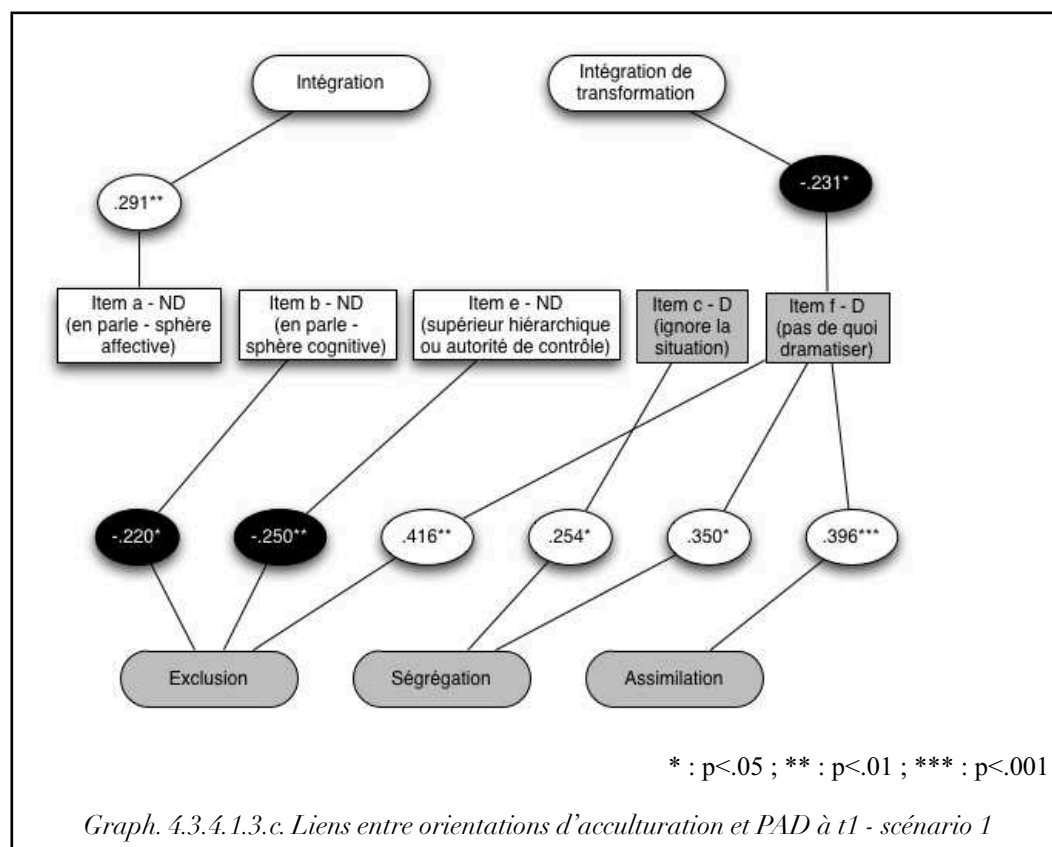 Intégration
Intégration de
transformation
.291**
-.231*
Item a - ND
(en parle - sphère
affective)
Item b - ND
(en parle -
sphère cognitive)
Item e - ND
(supérieur hiérarchique
ou autorité de contrôle)
Item c - D
(ignore la
situation)
Item f - D
(pas de quoi
dramatiser)
-.220*
-.250**
.416**
.254*
.350*
.396***
Exclusion
Ségrégation
Assimilation
* : p<.05 ; ** : p<.01 ; *** : p<.001
Graph. 4.3.4.1.3.c. Liens entre orientations d'acculturation et PAD à t1 - scénario 1